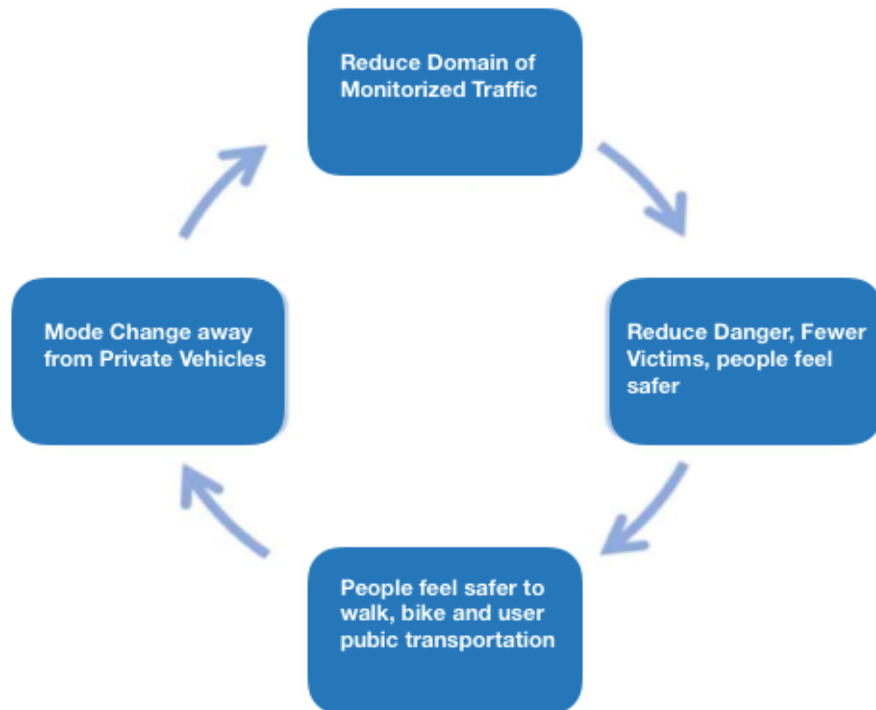 Reduce Domain of
Monitorized Traffic
Reduce Danger, Fewer
Victims, people feel
safer
People feel safer to
walk, bike and user
pubic transportation
Mode Change away
from Private Vehicles